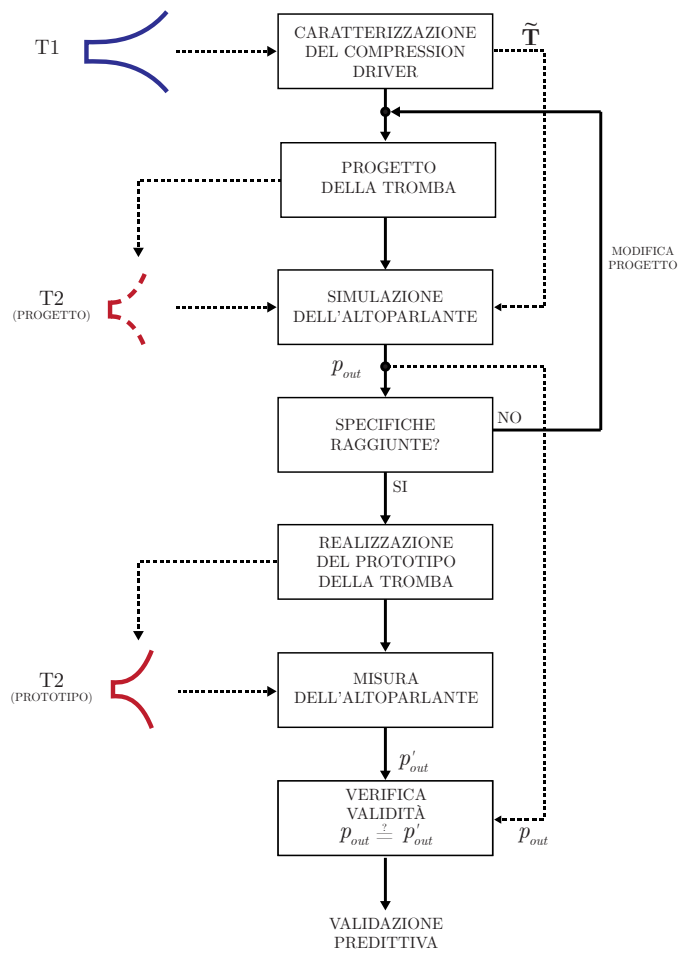 T1
CARATTERIZZAZIONE
DEL COMPRESSION
DRIVER
T̃
PROGETTO
DELLA TROMBA
MODIFICA
PROGETTO
T2
(PROGETTO)
SIMULAZIONE
DELL'ALTOPARLANTE
p_out
SPECIFICHE
RAGGIUNTE?
NO
SI
REALIZZAZIONE
DEL PROTOTIPO
DELLA TROMBA
T2
(PROTOTIPO)
MISURA
DELL'ALTOPARLANTE
p'_out
VERIFICA
VALIDITÀ
p_out ≟ p'_out
p_out
VALIDAZIONE
PREDITTIVA